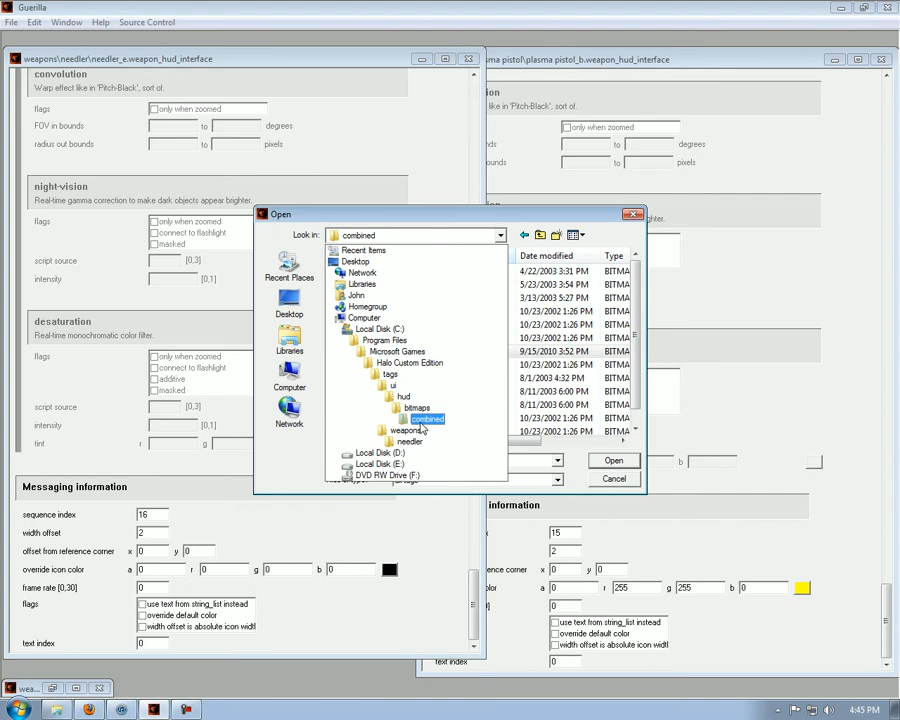 Guerilla
File Edit Window Help Source Control
weapons\needler\needler_e.weapon_hud_interface
convolution
Warp effect like in 'Pitch-Black', sort of.
flags only when zoomed
FOV in bounds to degrees
radius out bounds to pixels
night-vision
Real-time gamma correction to make dark objects appear brighter.
flags only when zoomed
connect to flashlight
masked
script source [0,3]
intensity [0,1]
desaturation
Real-time monochromatic color filter.
flags only when zoomed
connect to flashlight
additive
masked
script source [0,3]
intensity [0,1]
tint
Messaging information
sequence index 16
width offset 2
offset from reference corner x 0 y 0
override icon color a 0 r 0 g 0 b 0
frame rate [0,30] 0
flags use text from string_list instead
override default color
width offset is absolute icon widtl
text index 0
ma pistol\plasma pistol_b.weapon_hud_interface
ion
s like in 'Pitch-Black', sort of.
only when zoomed
nds to degrees
ounds to pixels
Open
Look in: combined
Recent Places
Desktop
Libraries
Computer
Network
Recent Items
Desktop
Network
Libraries
John
Homegroup
Computer
Local Disk (C:)
Program Files
Microsoft Games
Halo Custom Edition
tags
ui
hud
bitmaps
combined
weapons
needler
Local Disk (D:)
Local Disk (E:)
DVD RW Drive (F:)
Date modified Type
4/22/2003 3:31 PM BITMA
5/23/2003 3:54 PM BITMA
3/13/2003 5:27 PM BITMA
10/23/2002 1:26 PM BITMA
10/23/2002 1:26 PM BITMA
10/23/2002 1:26 PM BITMA
9/15/2010 3:52 PM BITMA
10/23/2002 1:26 PM BITMA
8/1/2003 4:32 PM BITMA
8/11/2003 6:00 PM BITMA
8/11/2003 6:00 PM BITMA
10/23/2002 1:26 PM BITMA
10/23/2002 1:26 PM BITMA
Open
Cancel
b
information
15
2
ence corner x 0 y 0
color a 0 r 255 g 255 b 0
0
use text from string_list instead
override default color
width offset is absolute icon widtl
text index 0
wea...
4:45 PM